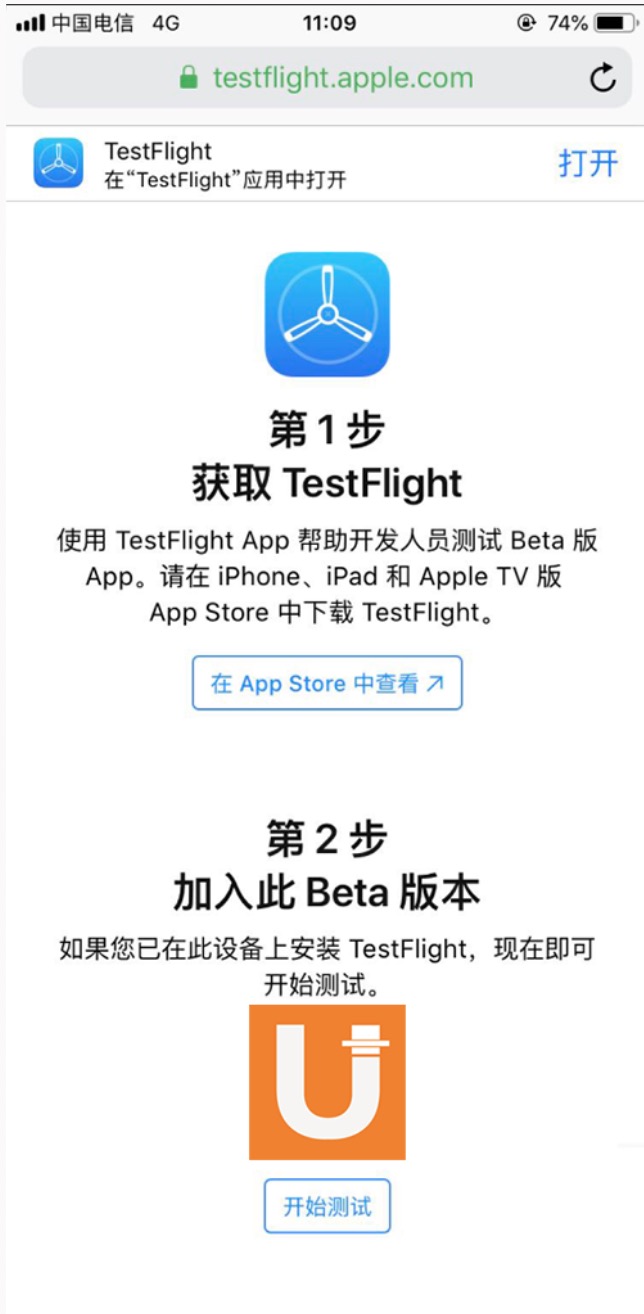 中国电信 4G 11:09 74%
testflight.apple.com
TestFlight
在“TestFlight”应用中打开
打开
第 1 步
获取 TestFlight
使用 TestFlight App 帮助开发人员测试 Beta 版
App。请在 iPhone、iPad 和 Apple TV 版
App Store 中下载 TestFlight。
在 App Store 中查看 ↗
第 2 步
加入此 Beta 版本
如果您已在此设备上安装 TestFlight，现在即可
开始测试。
开始测试